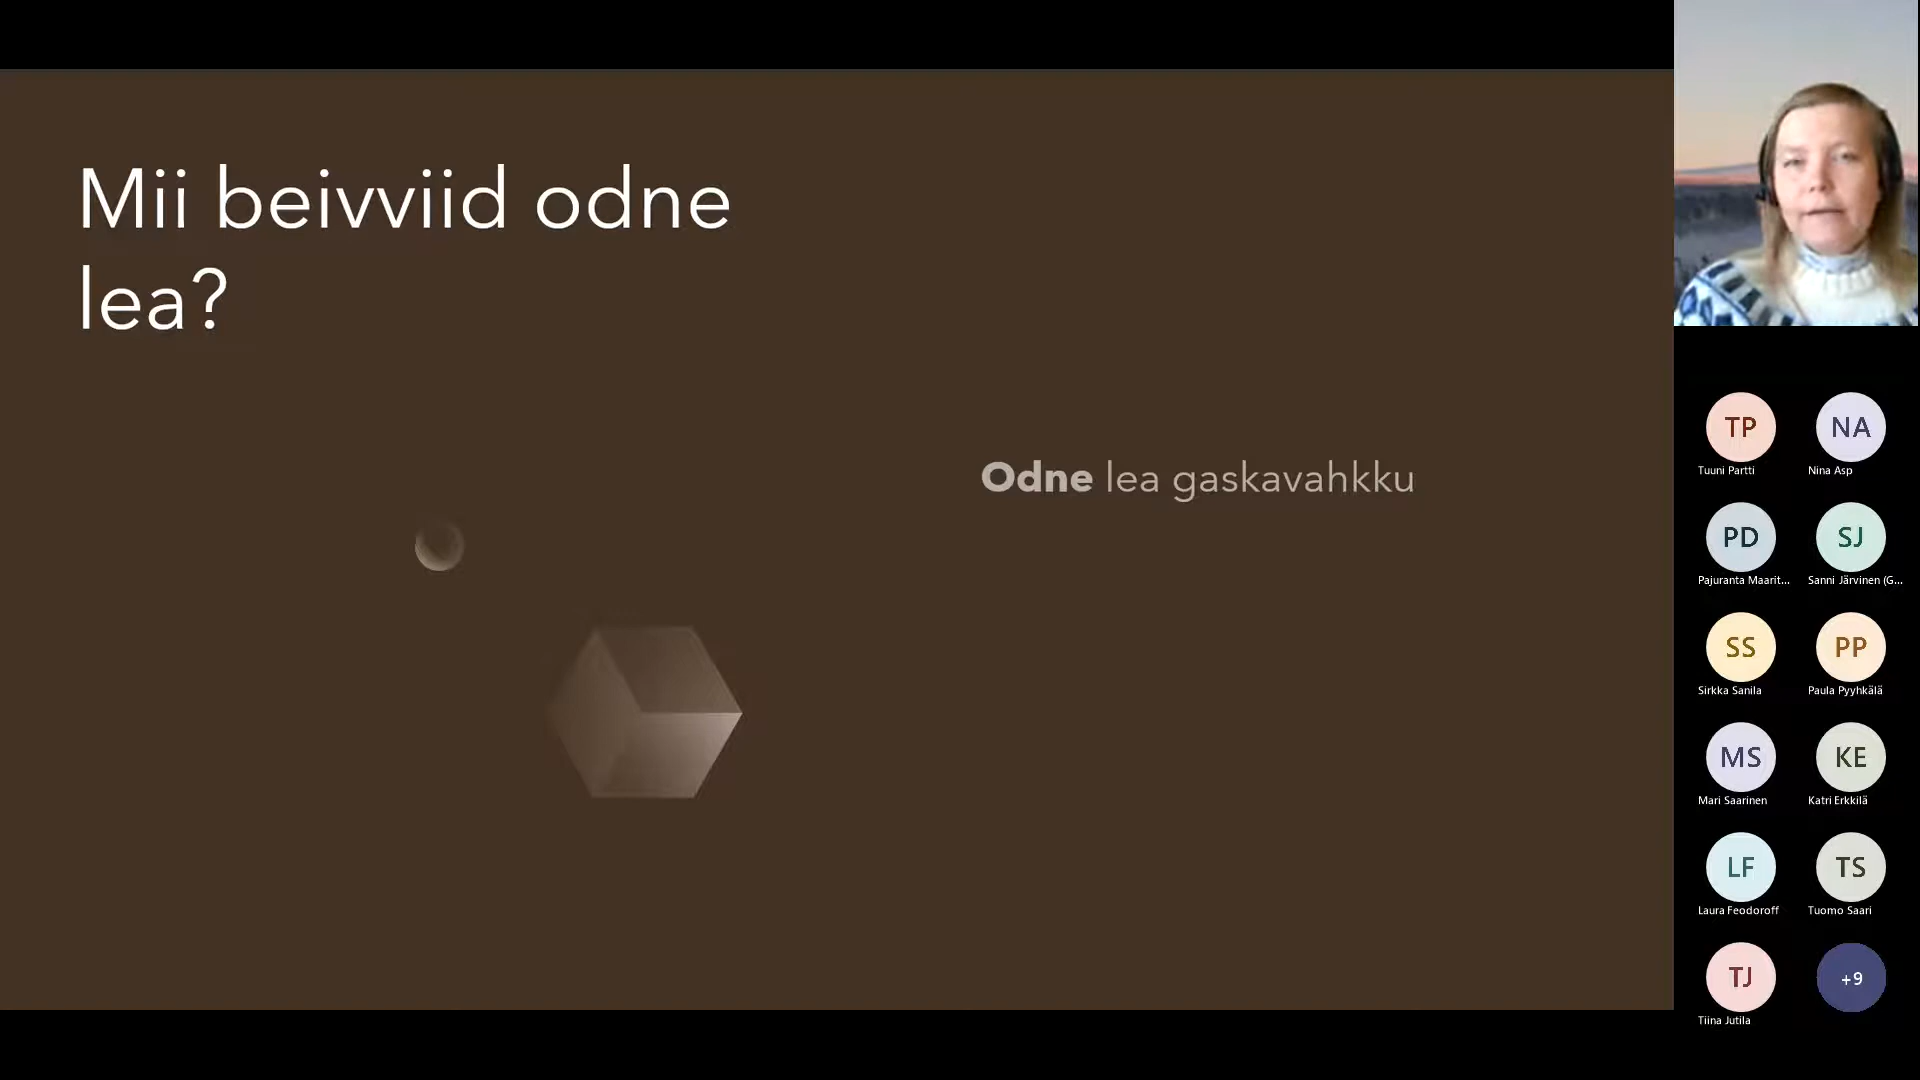 Mii beivviid odne
lea?
Odne lea gaskavahkku
TP
NA
Tuuni Partti
Nina Asp
PD
SJ
Pajuranta Maarit...
Sanni Järvinen (G...
SS
PP
Sirkka Sanila
Paula Pyyhkälä
MS
KE
Mari Saarinen
Katri Erkkilä
LF
TS
Laura Feodoroff
Tuomo Saari
TJ
+9
Tiina Jutila